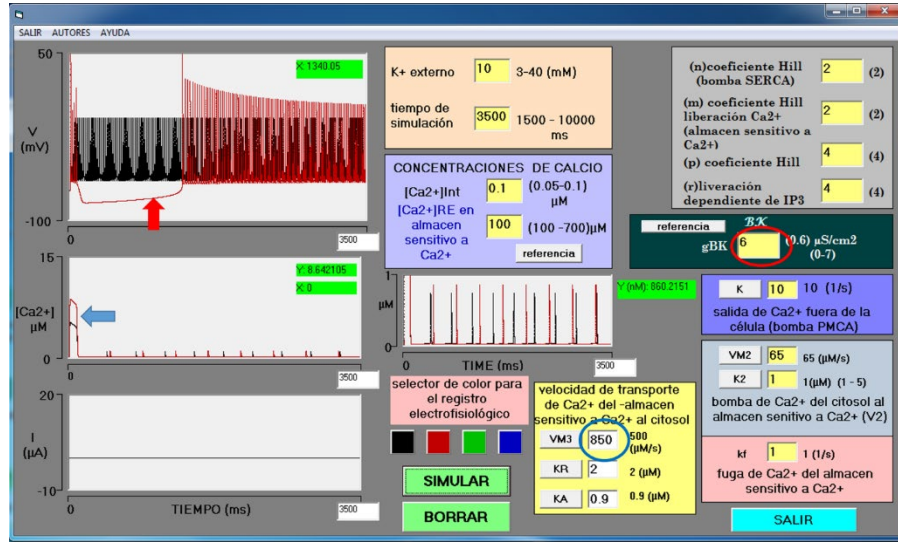 SALIR AUTORES AYUDA
50
X: 1340.05
V
(mV)
-100
0
3500
15
Y: 8.642105
X: 0
[Ca2+]
μM
0
0
3500
20
I
(μA)
-10
0
TIEMPO (ms)
3500
K+ externo 10 3-40 (mM)
tiempo de
simulación 3500 1500 - 10000
ms
CONCENTRACIONES DE CALCIO
[Ca2+]Int 0.1 (0.05-0.1)
μM
[Ca2+]RE en
almacen
sensitivo a
Ca2+
100 (100 -700)μM
referencia
1
Y (nM): 860.2151
0
0
TIME (ms)
3500
selector de color para
el registro
electrofisiológico
SIMULAR
BORRAR
velocidad de transporte
de Ca2+ del -almacen
sensitivo a Ca2+ al citosol
VM3 850 500
(μM/s)
KR 2 2 (μM)
KA 0.9 0.9 (μM)
(n)coeficiente Hill
(bomba SERCA) 2 (2)
(m) coeficiente Hill
liberación Ca2+
(almacen sensitivo a
Ca2+)
2 (2)
(p) coeficiente Hill 4 (4)
(r)liveración
dependiente de IP3 4 (4)
referencia BK
gBK 6 (0.6) μS/cm2
(0-7)
K 10 10 (1/s)
salida de Ca2+ fuera de la
célula (bomba PMCA)
VM2 65 65 (μM/s)
K2 1 1(μM) (1 - 5)
bomba de Ca2+ del citosol al
almacen senitivo a Ca2+ (V2)
kf 1 1 (1/s)
fuga de Ca2+ del almacen
sensitivo a Ca2+
SALIR